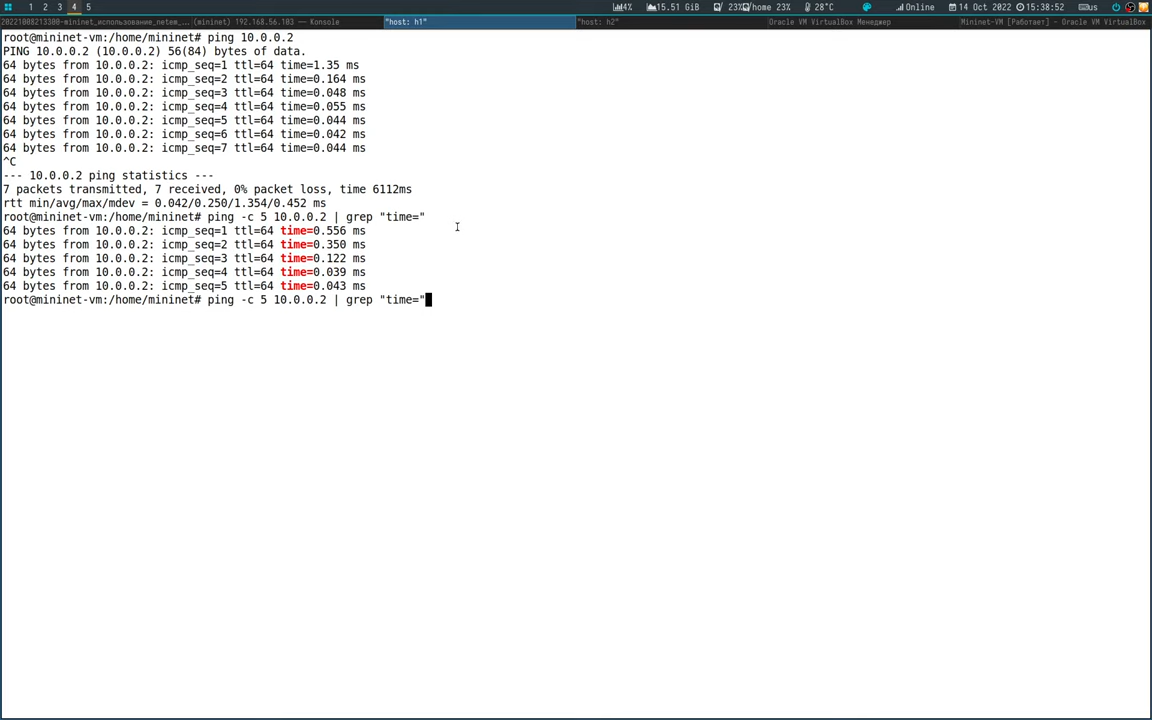 1 2 3 4 5 4% 15.51 GiB 23% /home 23% 28°C Online 14 Oct 2022 15:38:52 us
20221008213300-mininet_использование_netem_... (mininet) 192.168.56.103 — Konsole "host: h1" "host: h2" Oracle VM VirtualBox Менеджер Mininet-VM [Работает] - Oracle VM VirtualBox
root@mininet-vm:/home/mininet# ping 10.0.0.2
PING 10.0.0.2 (10.0.0.2) 56(84) bytes of data.
64 bytes from 10.0.0.2: icmp_seq=1 ttl=64 time=1.35 ms
64 bytes from 10.0.0.2: icmp_seq=2 ttl=64 time=0.164 ms
64 bytes from 10.0.0.2: icmp_seq=3 ttl=64 time=0.048 ms
64 bytes from 10.0.0.2: icmp_seq=4 ttl=64 time=0.055 ms
64 bytes from 10.0.0.2: icmp_seq=5 ttl=64 time=0.044 ms
64 bytes from 10.0.0.2: icmp_seq=6 ttl=64 time=0.042 ms
64 bytes from 10.0.0.2: icmp_seq=7 ttl=64 time=0.044 ms
^C
--- 10.0.0.2 ping statistics ---
7 packets transmitted, 7 received, 0% packet loss, time 6112ms
rtt min/avg/max/mdev = 0.042/0.250/1.354/0.452 ms
root@mininet-vm:/home/mininet# ping -c 5 10.0.0.2 | grep "time="
64 bytes from 10.0.0.2: icmp_seq=1 ttl=64 time=0.556 ms
64 bytes from 10.0.0.2: icmp_seq=2 ttl=64 time=0.350 ms
64 bytes from 10.0.0.2: icmp_seq=3 ttl=64 time=0.122 ms
64 bytes from 10.0.0.2: icmp_seq=4 ttl=64 time=0.039 ms
64 bytes from 10.0.0.2: icmp_seq=5 ttl=64 time=0.043 ms
root@mininet-vm:/home/mininet# ping -c 5 10.0.0.2 | grep "time="